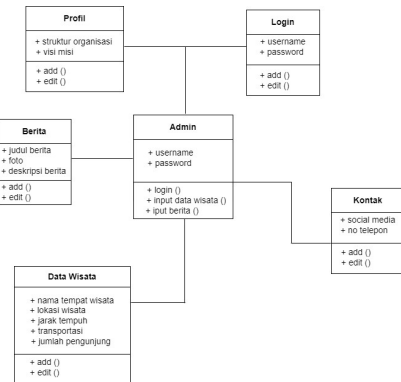 Profil
+ struktur organisasi
+ visi misi
+ add ()
+ edit ()
Login
+ username
+ password
+ add ()
+ edit ()
Berita
+ judul berita
+ foto
+ deskripsi berita
+ add ()
+ edit ()
Admin
+ username
+ password
+ login ()
+ input data wisata ()
+ iput berita ()
Kontak
+ social media
+ no telepon
+ add ()
+ edit ()
Data Wisata
+ nama tempat wisata
+ lokasi wisata
+ jarak tempuh
+ transportasi
+ jumlah pengunjung
+ add ()
+ edit ()